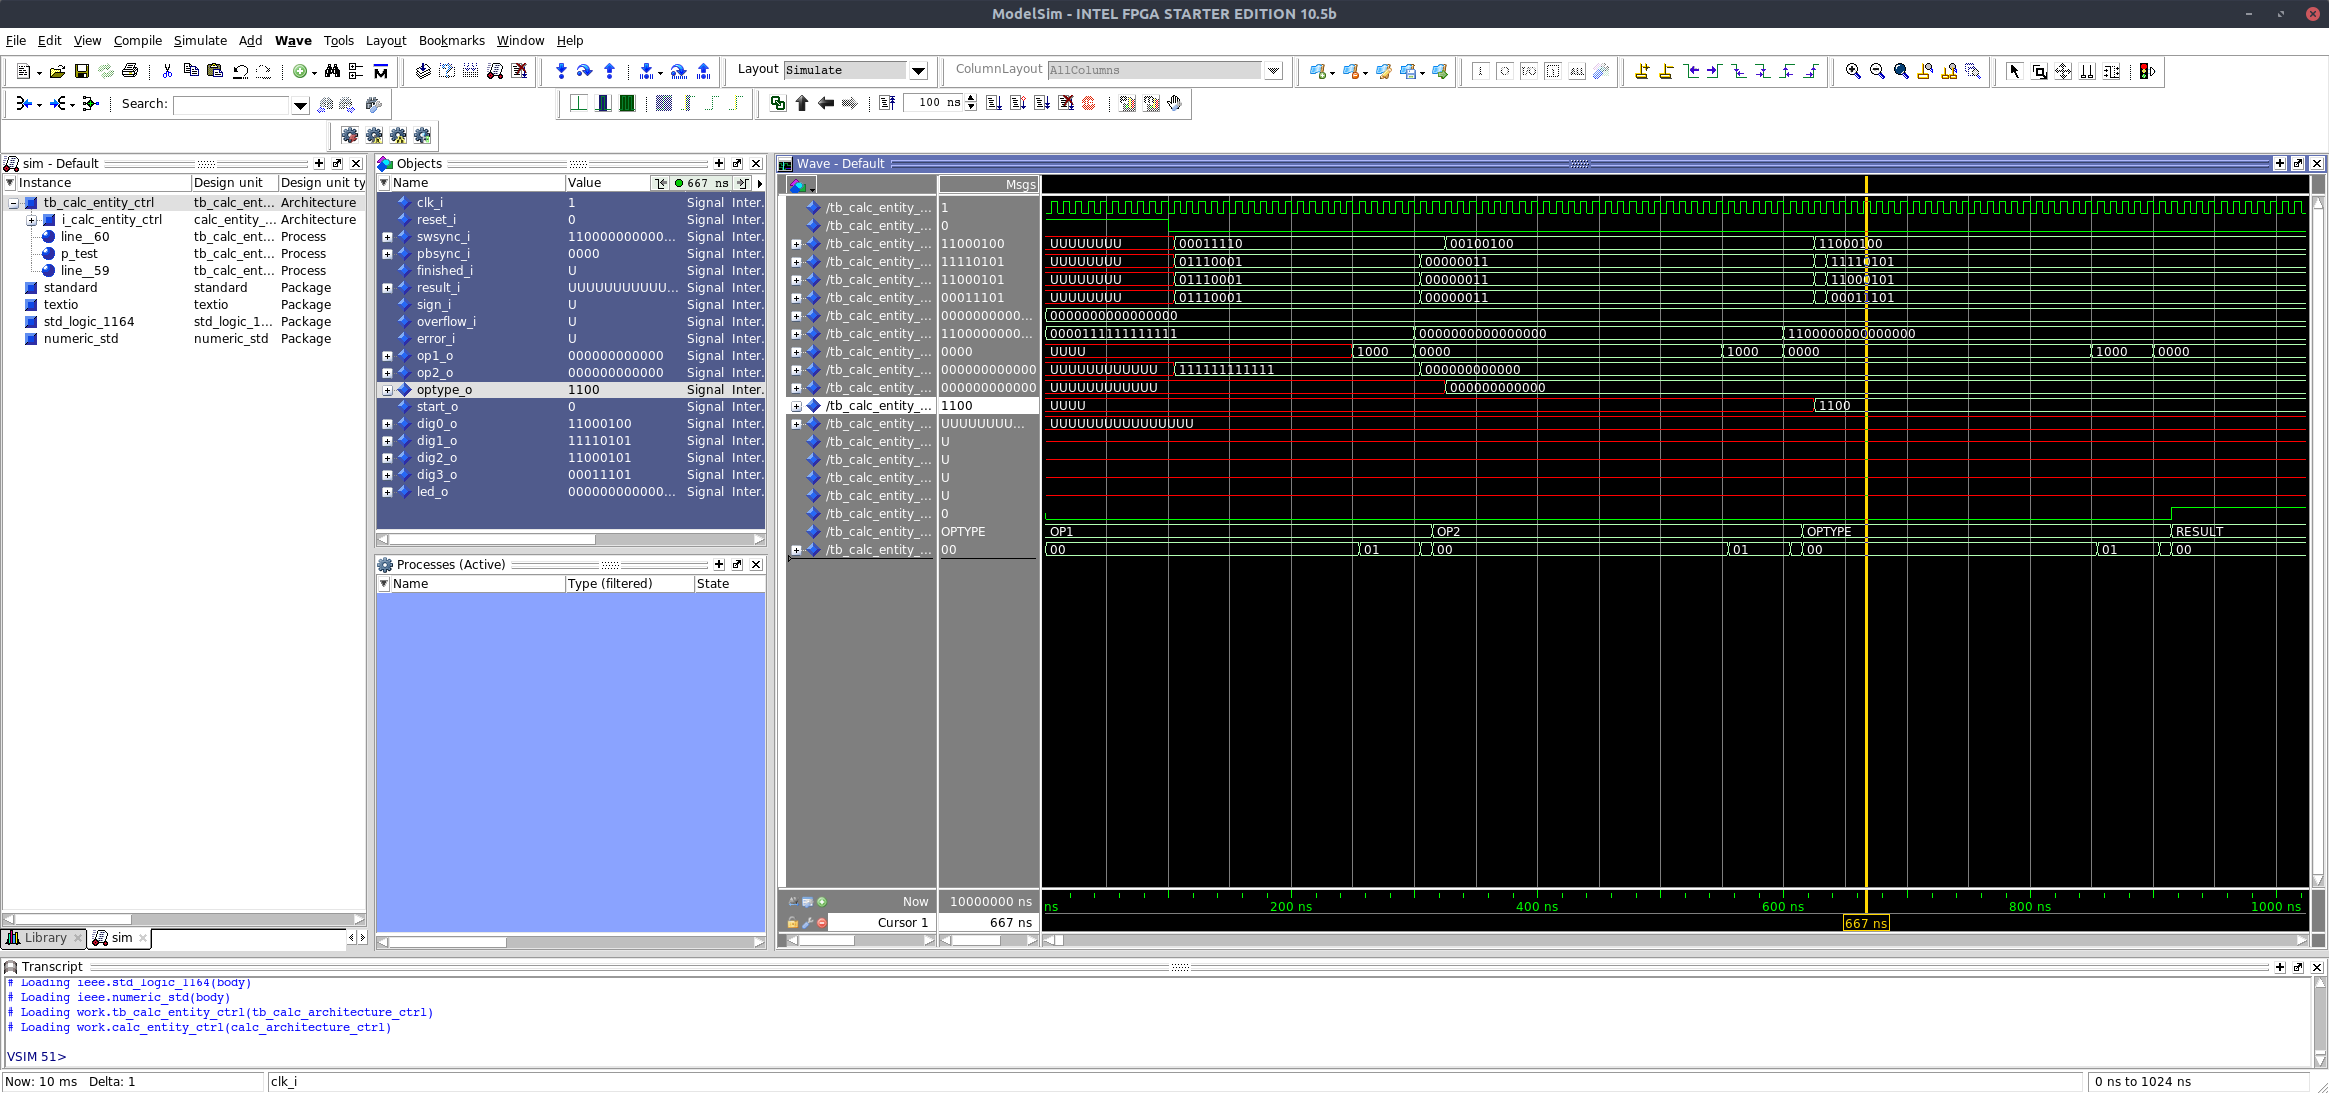 ModelSim - INTEL FPGA STARTER EDITION 10.5b
File Edit View Compile Simulate Add Wave Tools Layout Bookmarks Window Help
Layout Simulate ColumnLayout AllColumns
Search: 100 ns
sim - Default
Instance Design unit Design unit ty
tb_calc_entity_ctrl tb_calc_ent... Architecture
i_calc_entity_ctrl calc_entity_... Architecture
line__60 tb_calc_ent... Process
p_test tb_calc_ent... Process
line__59 tb_calc_ent... Process
standard standard Package
textio textio Package
std_logic_1164 std_logic_1... Package
numeric_std numeric_std Package
Library sim
Objects
Name Value 667 ns
clk_i 1 Signal Inter.
reset_i 0 Signal Inter.
swsync_i 110000000000... Signal Inter.
pbsync_i 0000 Signal Inter.
finished_i U Signal Inter.
result_i UUUUUUUUUUU... Signal Inter.
sign_i U Signal Inter.
overflow_i U Signal Inter.
error_i U Signal Inter.
op1_o 000000000000 Signal Inter.
op2_o 000000000000 Signal Inter.
optype_o 1100 Signal Inter.
start_o 0 Signal Inter.
dig0_o 11000100 Signal Inter.
dig1_o 11110101 Signal Inter.
dig2_o 11000101 Signal Inter.
dig3_o 00011101 Signal Inter.
led_o 000000000000... Signal Inter.
Processes (Active)
Name Type (filtered) State
Wave - Default
Msgs
/tb_calc_entity_... 1
/tb_calc_entity_... 0
/tb_calc_entity_... 11000100 UUUUUUUU 00011110 00100100 11000100
/tb_calc_entity_... 11110101 UUUUUUUU 01110001 00000011 11110101
/tb_calc_entity_... 11000101 UUUUUUUU 01110001 00000011 11000101
/tb_calc_entity_... 00011101 UUUUUUUU 01110001 00000011 00011101
/tb_calc_entity_... 0000000000... 0000000000000000
/tb_calc_entity_... 1100000000... 0000111111111111 0000000000000000 1100000000000000
/tb_calc_entity_... 0000 UUUU 1000 0000 1000 0000 1000 0000
/tb_calc_entity_... 000000000000 UUUUUUUUUUUU 111111111111 000000000000
/tb_calc_entity_... 000000000000 UUUUUUUUUUUU 000000000000
/tb_calc_entity_... 1100 UUUU 1100
/tb_calc_entity_... UUUUUUUU... UUUUUUUUUUUUUUUU
/tb_calc_entity_... U
/tb_calc_entity_... U
/tb_calc_entity_... U
/tb_calc_entity_... U
/tb_calc_entity_... 0
/tb_calc_entity_... OPTYPE OP1 OP2 OPTYPE RESULT
/tb_calc_entity_... 00 00 01 00 01 00 01 00
Now 10000000 ns ns 200 ns 400 ns 600 ns 800 ns 1000 ns
Cursor 1 667 ns 667 ns
Transcript
# Loading ieee.std_logic_1164(body)
# Loading ieee.numeric_std(body)
# Loading work.tb_calc_entity_ctrl(tb_calc_architecture_ctrl)
# Loading work.calc_entity_ctrl(calc_architecture_ctrl)
VSIM 51>
Now: 10 ms Delta: 1 clk_i 0 ns to 1024 ns